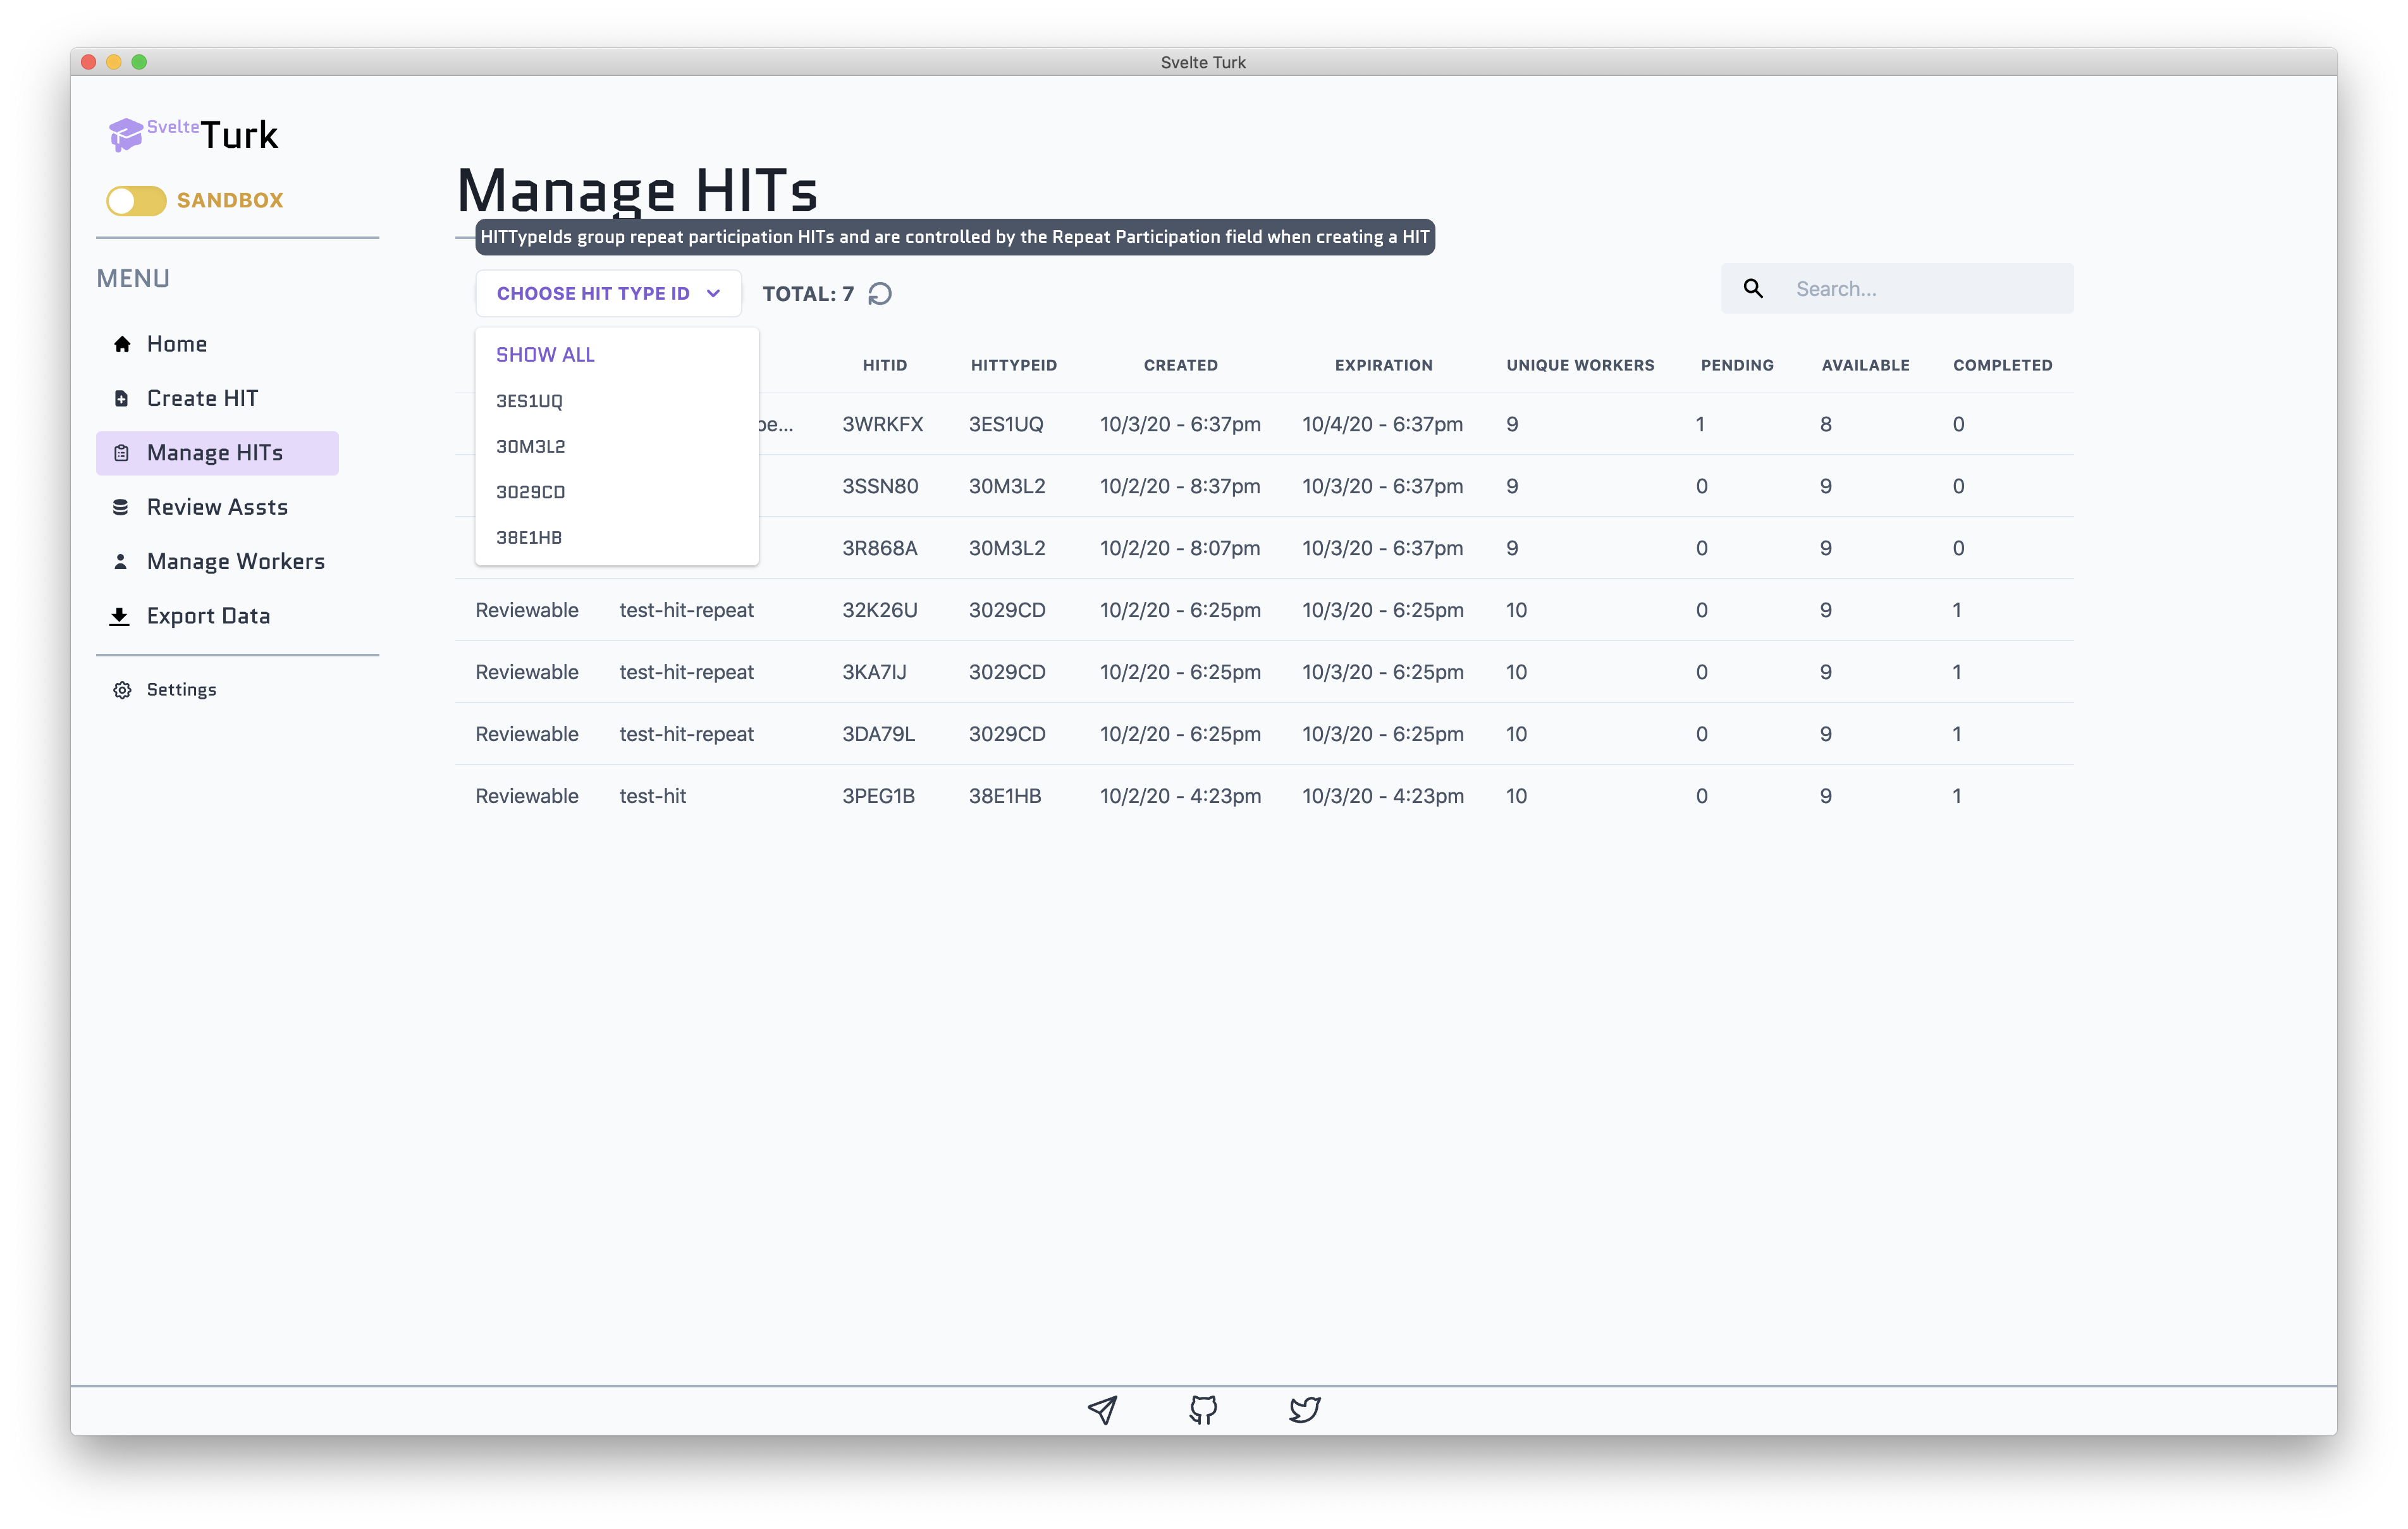 Svelte Turk
SvelteTurk
SANDBOX
MENU
Home
Create HIT
Manage HITs
Review Assts
Manage Workers
Export Data
Settings
Manage HITs
HITTypeIds group repeat participation HITs and are controlled by the Repeat Participation field when creating a HIT
CHOOSE HIT TYPE ID TOTAL: 7 Search...
SHOW ALL
3ES1UQ
30M3L2
3029CD
38E1HB
HITID HITTYPEID CREATED EXPIRATION UNIQUE WORKERS PENDING AVAILABLE COMPLETED
3WRKFX 3ES1UQ 10/3/20 - 6:37pm 10/4/20 - 6:37pm 9 1 8 0
3SSN80 30M3L2 10/2/20 - 8:37pm 10/3/20 - 6:37pm 9 0 9 0
3R868A 30M3L2 10/2/20 - 8:07pm 10/3/20 - 6:37pm 9 0 9 0
Reviewable test-hit-repeat 32K26U 3029CD 10/2/20 - 6:25pm 10/3/20 - 6:25pm 10 0 9 1
Reviewable test-hit-repeat 3KA7IJ 3029CD 10/2/20 - 6:25pm 10/3/20 - 6:25pm 10 0 9 1
Reviewable test-hit-repeat 3DA79L 3029CD 10/2/20 - 6:25pm 10/3/20 - 6:25pm 10 0 9 1
Reviewable test-hit 3PEG1B 38E1HB 10/2/20 - 4:23pm 10/3/20 - 4:23pm 10 0 9 1